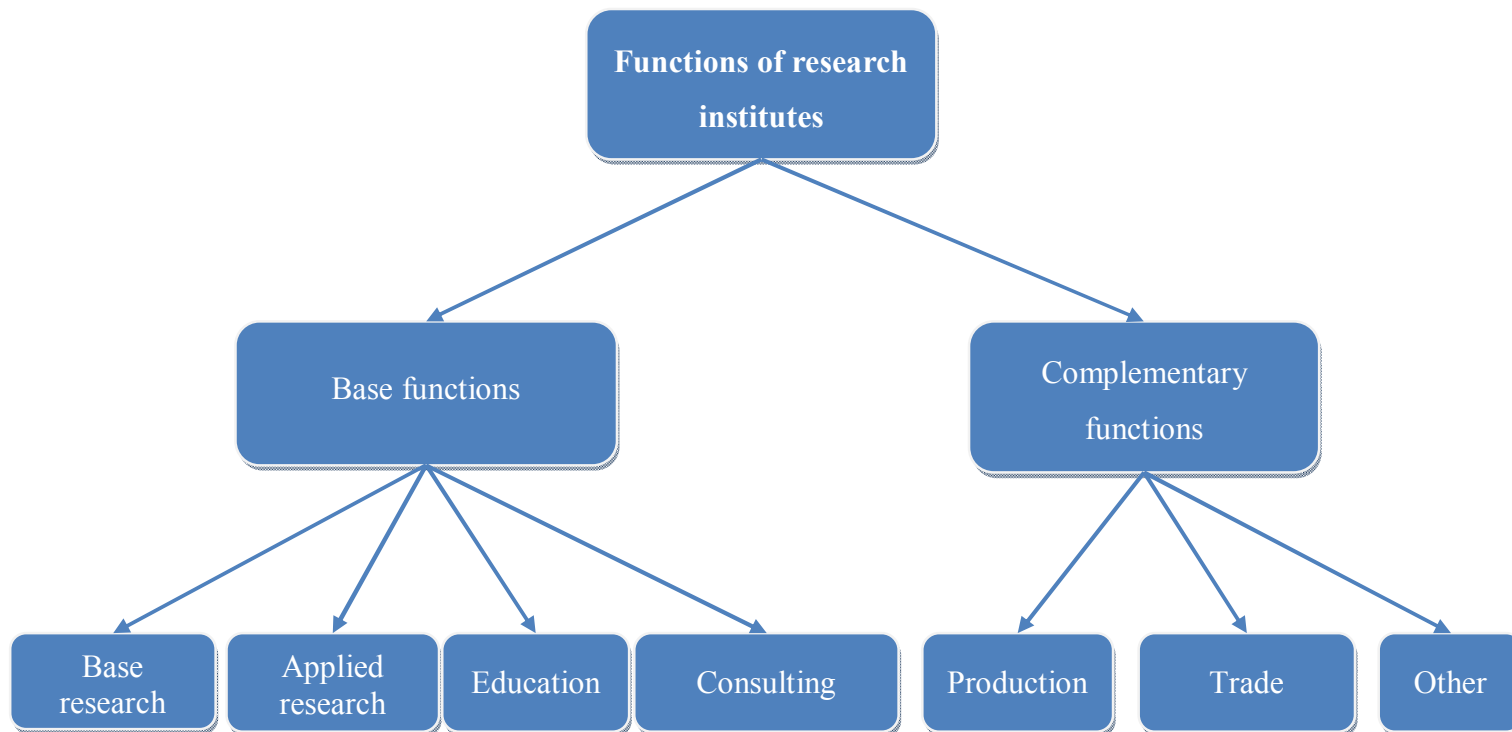 Functions of research
institutes
Base functions
Complementary
functions
Base
research
Applied
research
Education
Consulting
Production
Trade
Other